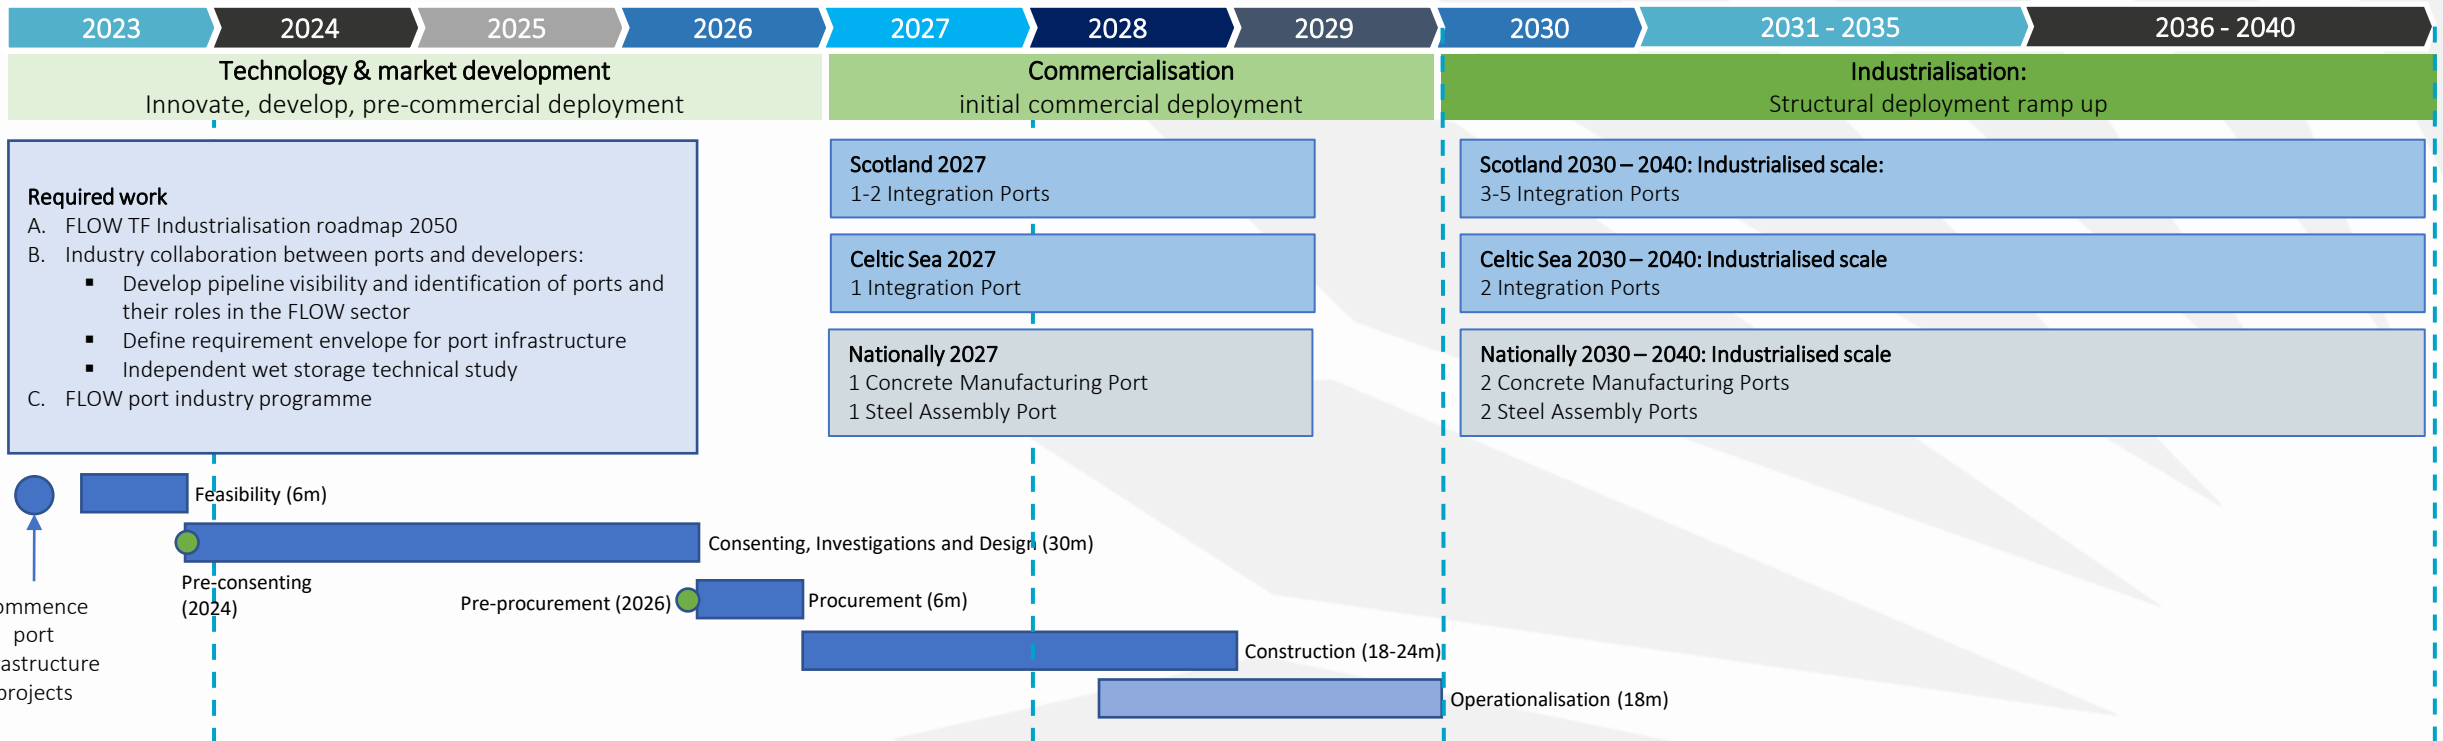 2023
2024
2025
2026
2027
2028
2029
2030
2031 - 2035
2036 - 2040
Technology & market development
Innovate, develop, pre-commercial deployment
Commercialisation
initial commercial deployment
Industrialisation:
Structural deployment ramp up
Required work
A. FLOW TF Industrialisation roadmap 2050
B. Industry collaboration between ports and developers:
▪ Develop pipeline visibility and identification of ports and
their roles in the FLOW sector
▪ Define requirement envelope for port infrastructure
▪ Independent wet storage technical study
C. FLOW port industry programme
Scotland 2027
1-2 Integration Ports
Celtic Sea 2027
1 Integration Port
Nationally 2027
1 Concrete Manufacturing Port
1 Steel Assembly Port
Scotland 2030 – 2040: Industrialised scale:
3-5 Integration Ports
Celtic Sea 2030 – 2040: Industrialised scale
2 Integration Ports
Nationally 2030 – 2040: Industrialised scale
2 Concrete Manufacturing Ports
2 Steel Assembly Ports
Feasibility (6m)
Consenting, Investigations and Design (30m)
Pre-consenting
(2024)
Pre-procurement (2026)
Procurement (6m)
Construction (18-24m)
Operationalisation (18m)
ommence
port
astructure
projects